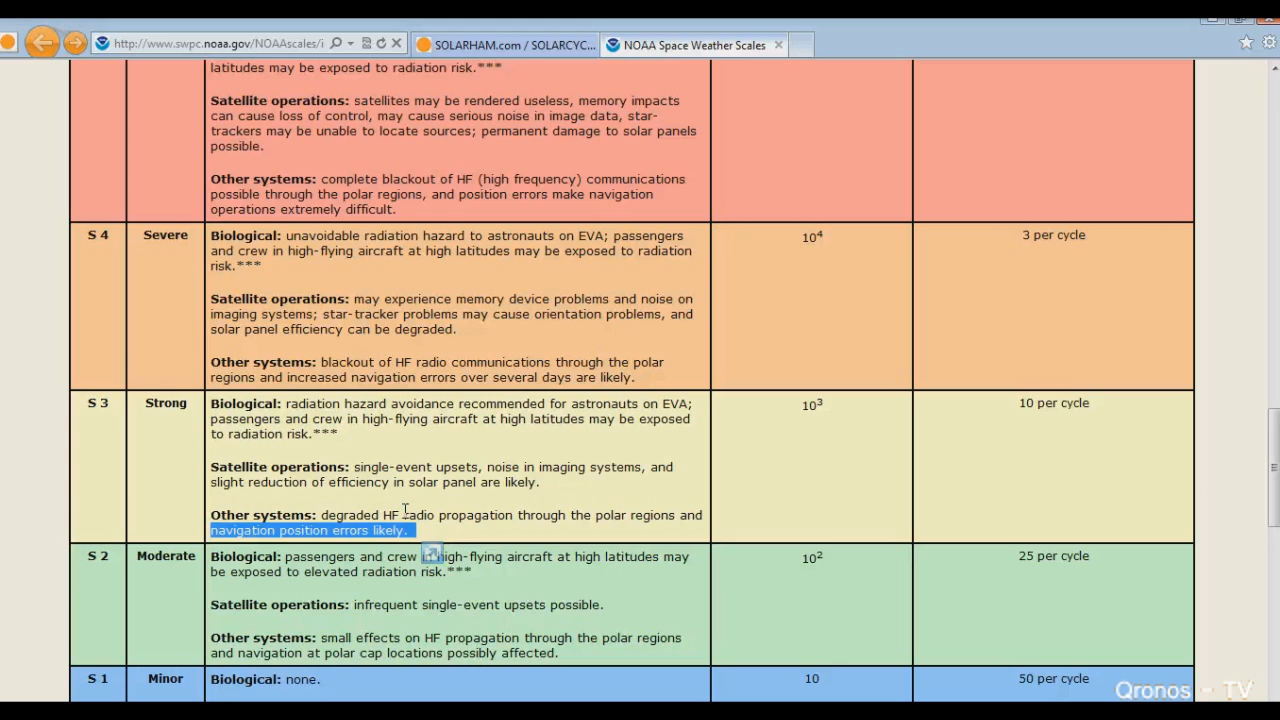 http://www.swpc.noaa.gov/NOAAscales/i
SOLARHAM.com / SOLARCYC...
NOAA Space Weather Scales
latitudes may be exposed to radiation risk.***
Satellite operations: satellites may be rendered useless, memory impacts
can cause loss of control, may cause serious noise in image data, star-
trackers may be unable to locate sources; permanent damage to solar panels
possible.
Other systems: complete blackout of HF (high frequency) communications
possible through the polar regions, and position errors make navigation
operations extremely difficult.
S 4 Severe Biological: unavoidable radiation hazard to astronauts on EVA; passengers 10⁴ 3 per cycle
and crew in high-flying aircraft at high latitudes may be exposed to radiation
risk.***
Satellite operations: may experience memory device problems and noise on
imaging systems; star-tracker problems may cause orientation problems, and
solar panel efficiency can be degraded.
Other systems: blackout of HF radio communications through the polar
regions and increased navigation errors over several days are likely.
S 3 Strong Biological: radiation hazard avoidance recommended for astronauts on EVA; 10³ 10 per cycle
passengers and crew in high-flying aircraft at high latitudes may be exposed
to radiation risk.***
Satellite operations: single-event upsets, noise in imaging systems, and
slight reduction of efficiency in solar panel are likely.
Other systems: degraded HF radio propagation through the polar regions and
navigation position errors likely.
S 2 Moderate Biological: passengers and crew in high-flying aircraft at high latitudes may 10² 25 per cycle
be exposed to elevated radiation risk.***
Satellite operations: infrequent single-event upsets possible.
Other systems: small effects on HF propagation through the polar regions
and navigation at polar cap locations possibly affected.
S 1 Minor Biological: none. 10 50 per cycle
Qronos - TV